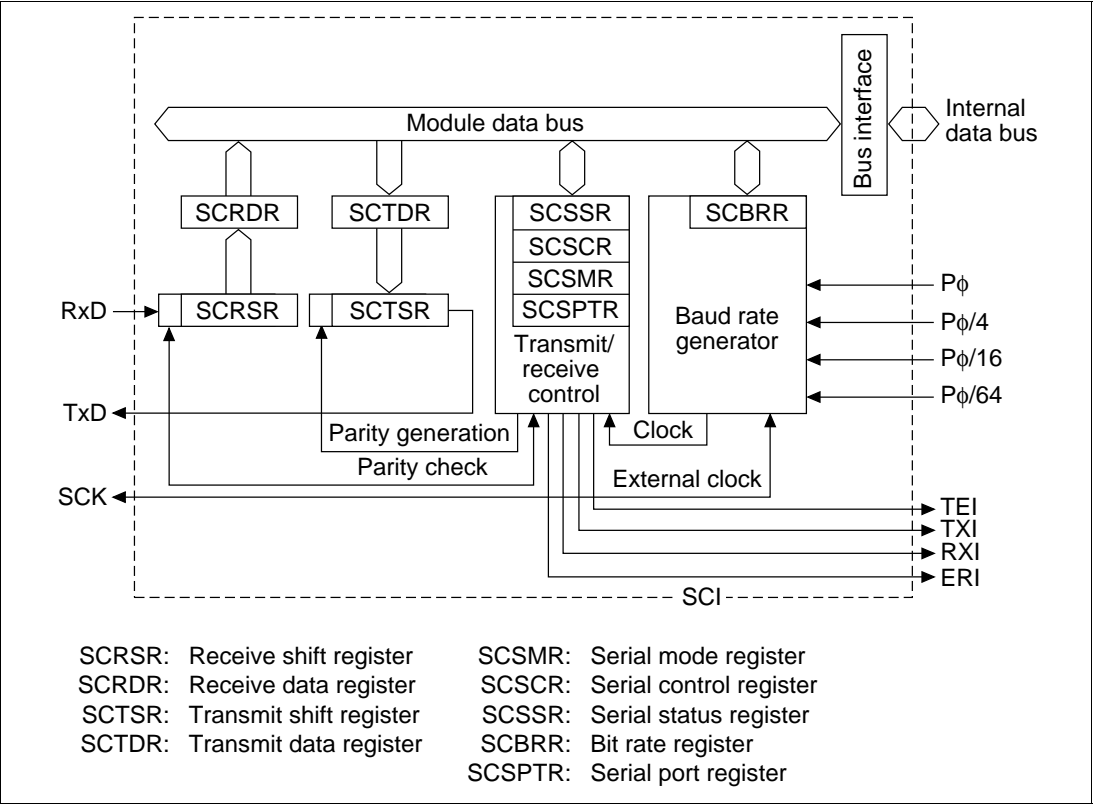 Bus interface
Internal
data bus
Module data bus
SCRDR
SCTDR
SCSSR
SCBRR
SCSCR
SCSMR
SCRSR
SCTSR
SCSPTR
RxD
Baud rate
generator
Pϕ
Pϕ/4
Pϕ/16
Pϕ/64
Transmit/
receive
control
TxD
Parity generation
Clock
Parity check
External clock
SCK
TEI
TXI
RXI
ERI
SCI
SCRSR: Receive shift register
SCRDR: Receive data register
SCTSR: Transmit shift register
SCTDR: Transmit data register
SCSMR: Serial mode register
SCSCR: Serial control register
SCSSR: Serial status register
SCBRR: Bit rate register
SCSPTR: Serial port register